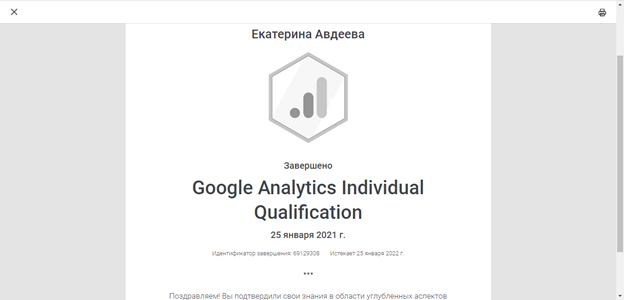 Екатерина Авдеева
Завершено
Google Analytics Individual
Qualification
25 января 2021 г.
Идентификатор завершения: 69129308 Истекает 25 января 2022 г.
Поздравляем! Вы подтвердили свои знания в области углубленных аспектов